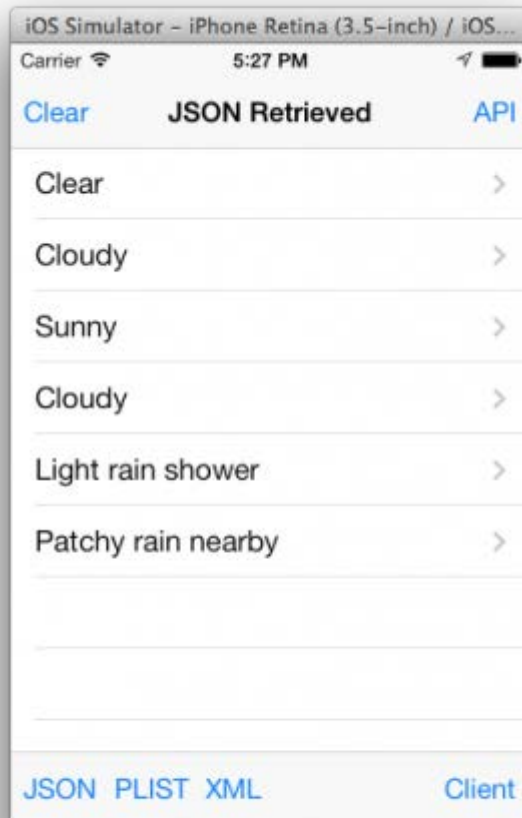 iOS Simulator – iPhone Retina (3.5-inch) / iOS...
Carrier 5:27 PM
Clear JSON Retrieved API
Clear
Cloudy
Sunny
Cloudy
Light rain shower
Patchy rain nearby
JSON PLIST XML Client